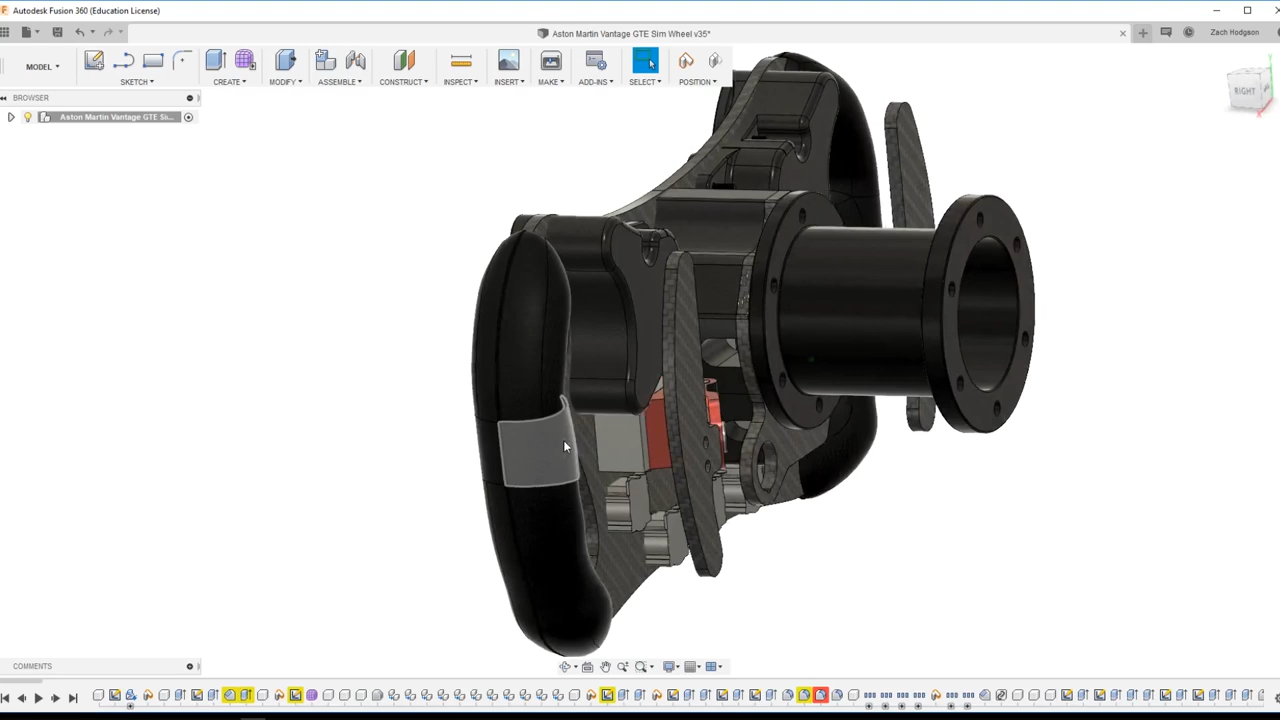 Autodesk Fusion 360 (Education License)
Aston Martin Vantage GTE Sim Wheel v35*
Zach Hodgson
MODEL
SKETCH
CREATE
MODIFY
ASSEMBLE
CONSTRUCT
INSPECT
INSERT
MAKE
ADD-INS
SELECT
POSITION
BROWSER
Aston Martin Vantage GTE Si...
RIGHT
COMMENTS